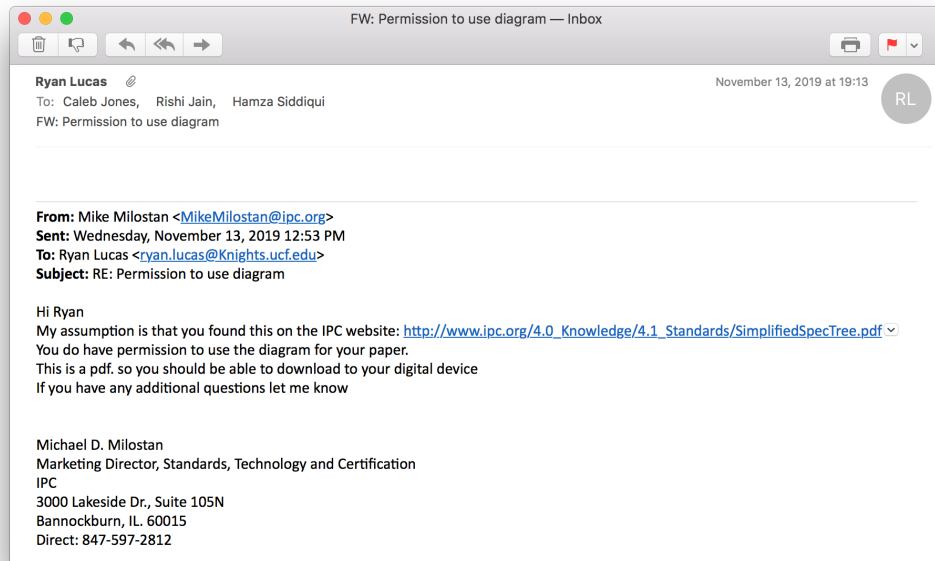 FW: Permission to use diagram — Inbox
Ryan Lucas
November 13, 2019 at 19:13
RL
To: Caleb Jones, Rishi Jain, Hamza Siddiqui
FW: Permission to use diagram
From: Mike Milostan <MikeMilostan@ipc.org>
Sent: Wednesday, November 13, 2019 12:53 PM
To: Ryan Lucas <ryan.lucas@Knights.ucf.edu>
Subject: RE: Permission to use diagram
Hi Ryan
My assumption is that you found this on the IPC website: http://www.ipc.org/4.0_Knowledge/4.1_Standards/SimplifiedSpecTree.pdf
You do have permission to use the diagram for your paper.
This is a pdf. so you should be able to download to your digital device
If you have any additional questions let me know
Michael D. Milostan
Marketing Director, Standards, Technology and Certification
IPC
3000 Lakeside Dr., Suite 105N
Bannockburn, IL. 60015
Direct: 847-597-2812